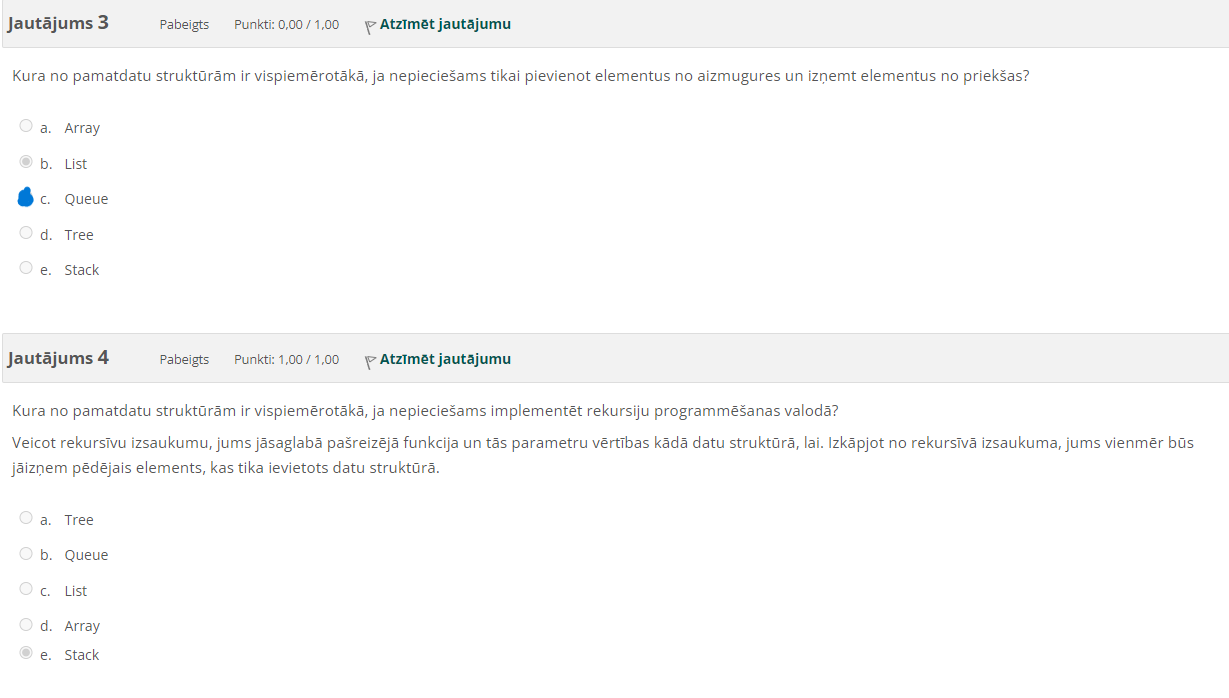 Jautājums 3 Pabeigts Punkti: 0,00 / 1,00 Atzīmēt jautājumu
Kura no pamatdatu struktūrām ir vispiemērotākā, ja nepieciešams tikai pievienot elementus no aizmugures un izņemt elementus no priekšas?
a. Array
b. List
c. Queue
d. Tree
e. Stack
Jautājums 4 Pabeigts Punkti: 1,00 / 1,00 Atzīmēt jautājumu
Kura no pamatdatu struktūrām ir vispiemērotākā, ja nepieciešams implementēt rekursiju programmēšanas valodā?
Veicot rekursīvu izsaukumu, jums jāsaglabā pašreizējā funkcija un tās parametru vērtības kādā datu struktūrā, lai. Izkāpjot no rekursīvā izsaukuma, jums vienmēr būs
jāizņem pēdējais elements, kas tika ievietots datu struktūrā.
a. Tree
b. Queue
c. List
d. Array
e. Stack